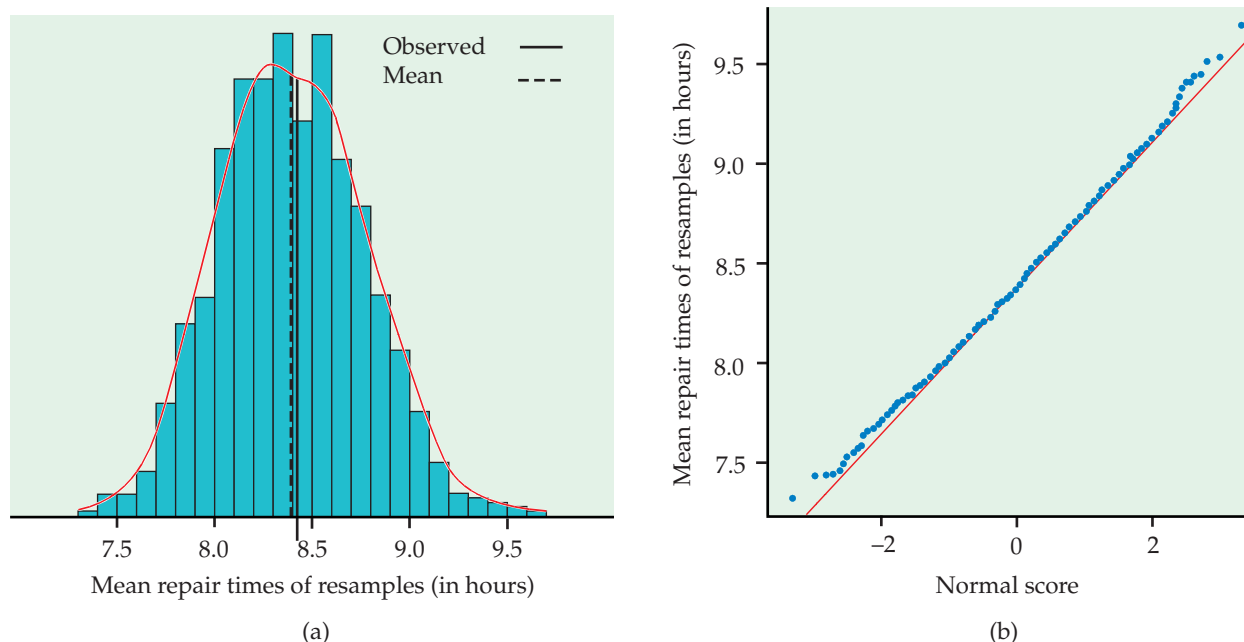 Observed
Mean
7.5 8.0 8.5 9.0 9.5
Mean repair times of resamples (in hours)
(a)
Mean repair times of resamples (in hours)
9.5
9.0
8.5
8.0
7.5
−2 0 2
Normal score
(b)